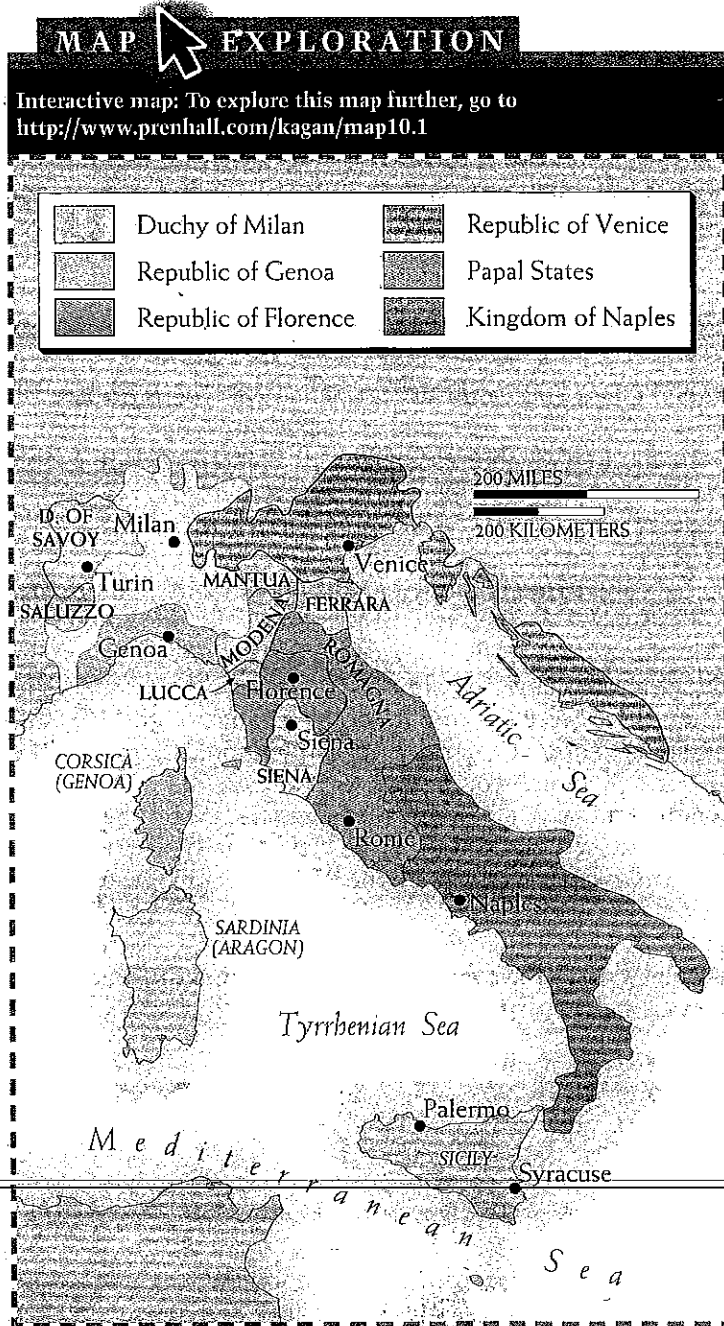 MAP EXPLORATION
Interactive map: To explore this map further, go to
http://www.prenhall.com/kagan/map10.1
Duchy of Milan
Republic of Genoa
Republic of Florence
Republic of Venice
Papal States
Kingdom of Naples
200 MILES
200 KILOMETERS
D. OF
SAVOY
Milan
Venice
Turin
MANTUA
SALUZZO
FERRARA
MODENA
Genoa
ROMAGNA
LUCCA
Florence
Adriatic
Sea
Siena
SIENA
CORSICA
(GENOA)
Rome
Naples
SARDINIA
(ARAGON)
Tyrrhenian Sea
Palermo
SICILY
Syracuse
Mediterranean
Sea